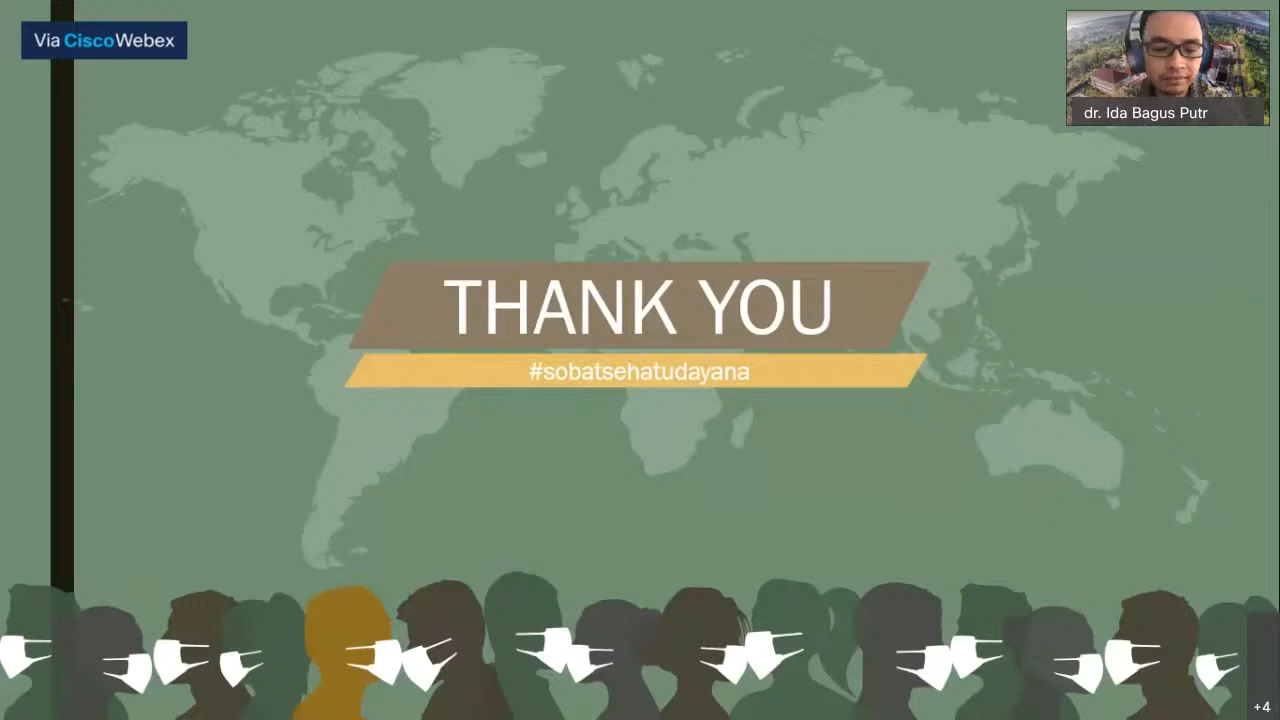 Via CiscoWebex
dr. Ida Bagus Putr
THANK YOU
#sobatsehatudayana
+4